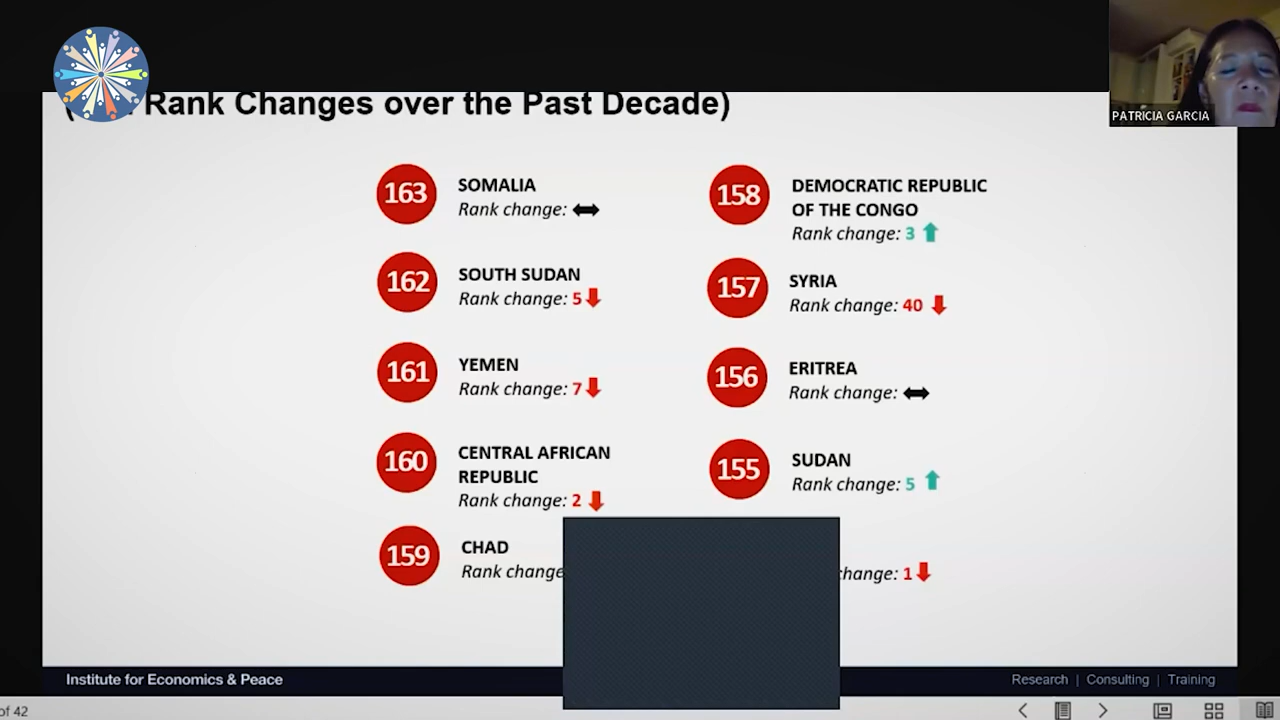 Rank Changes over the Past Decade)
PATRICIA GARCIA
163
SOMALIA
Rank change:
162
SOUTH SUDAN
Rank change: 5
161
YEMEN
Rank change: 7
160
CENTRAL AFRICAN
REPUBLIC
Rank change: 2
159
CHAD
Rank change
158
DEMOCRATIC REPUBLIC
OF THE CONGO
Rank change: 3
157
SYRIA
Rank change: 40
156
ERITREA
Rank change:
155
SUDAN
Rank change: 5
change: 1
Institute for Economics & Peace
Research | Consulting | Training
of 42